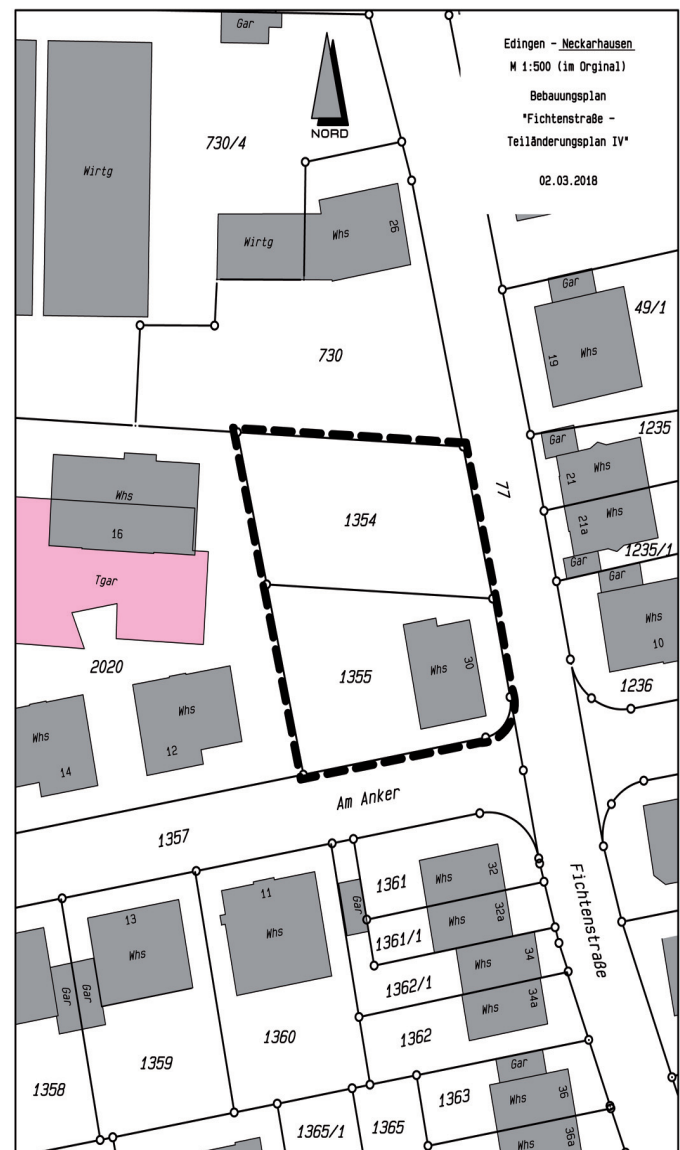 Gar
Edingen - Neckarhausen
M 1:500 (im Orginal)
Bebauungsplan
"Fichtenstraße -
Teiländerungsplan IV"
02.03.2018
NORD
730/4
Wirtg
Wirtg
Whs
26
Gar
49/1
19
Whs
730
1235
Gar
21
Whs
21a
Whs
1235/1
Gar
Gar
77
1354
Whs
16
Tgar
2020
Whs
10
1236
1355
Whs
30
Whs
12
Whs
14
Am Anker
1357
Fichtenstraße
1361
Whs
32
Gar
1361/1
Whs
32a
13
Whs
11
Whs
Whs
34
1362/1
Whs
34a
Gar
Gar
1360
1362
1359
1358
Gar
1363
Whs
36
1365/1
1365
Whs
36a